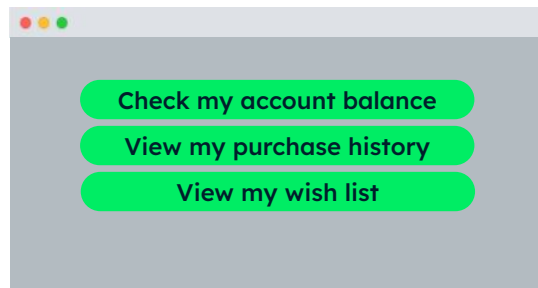 Check my account balance
View my purchase history
View my wish list